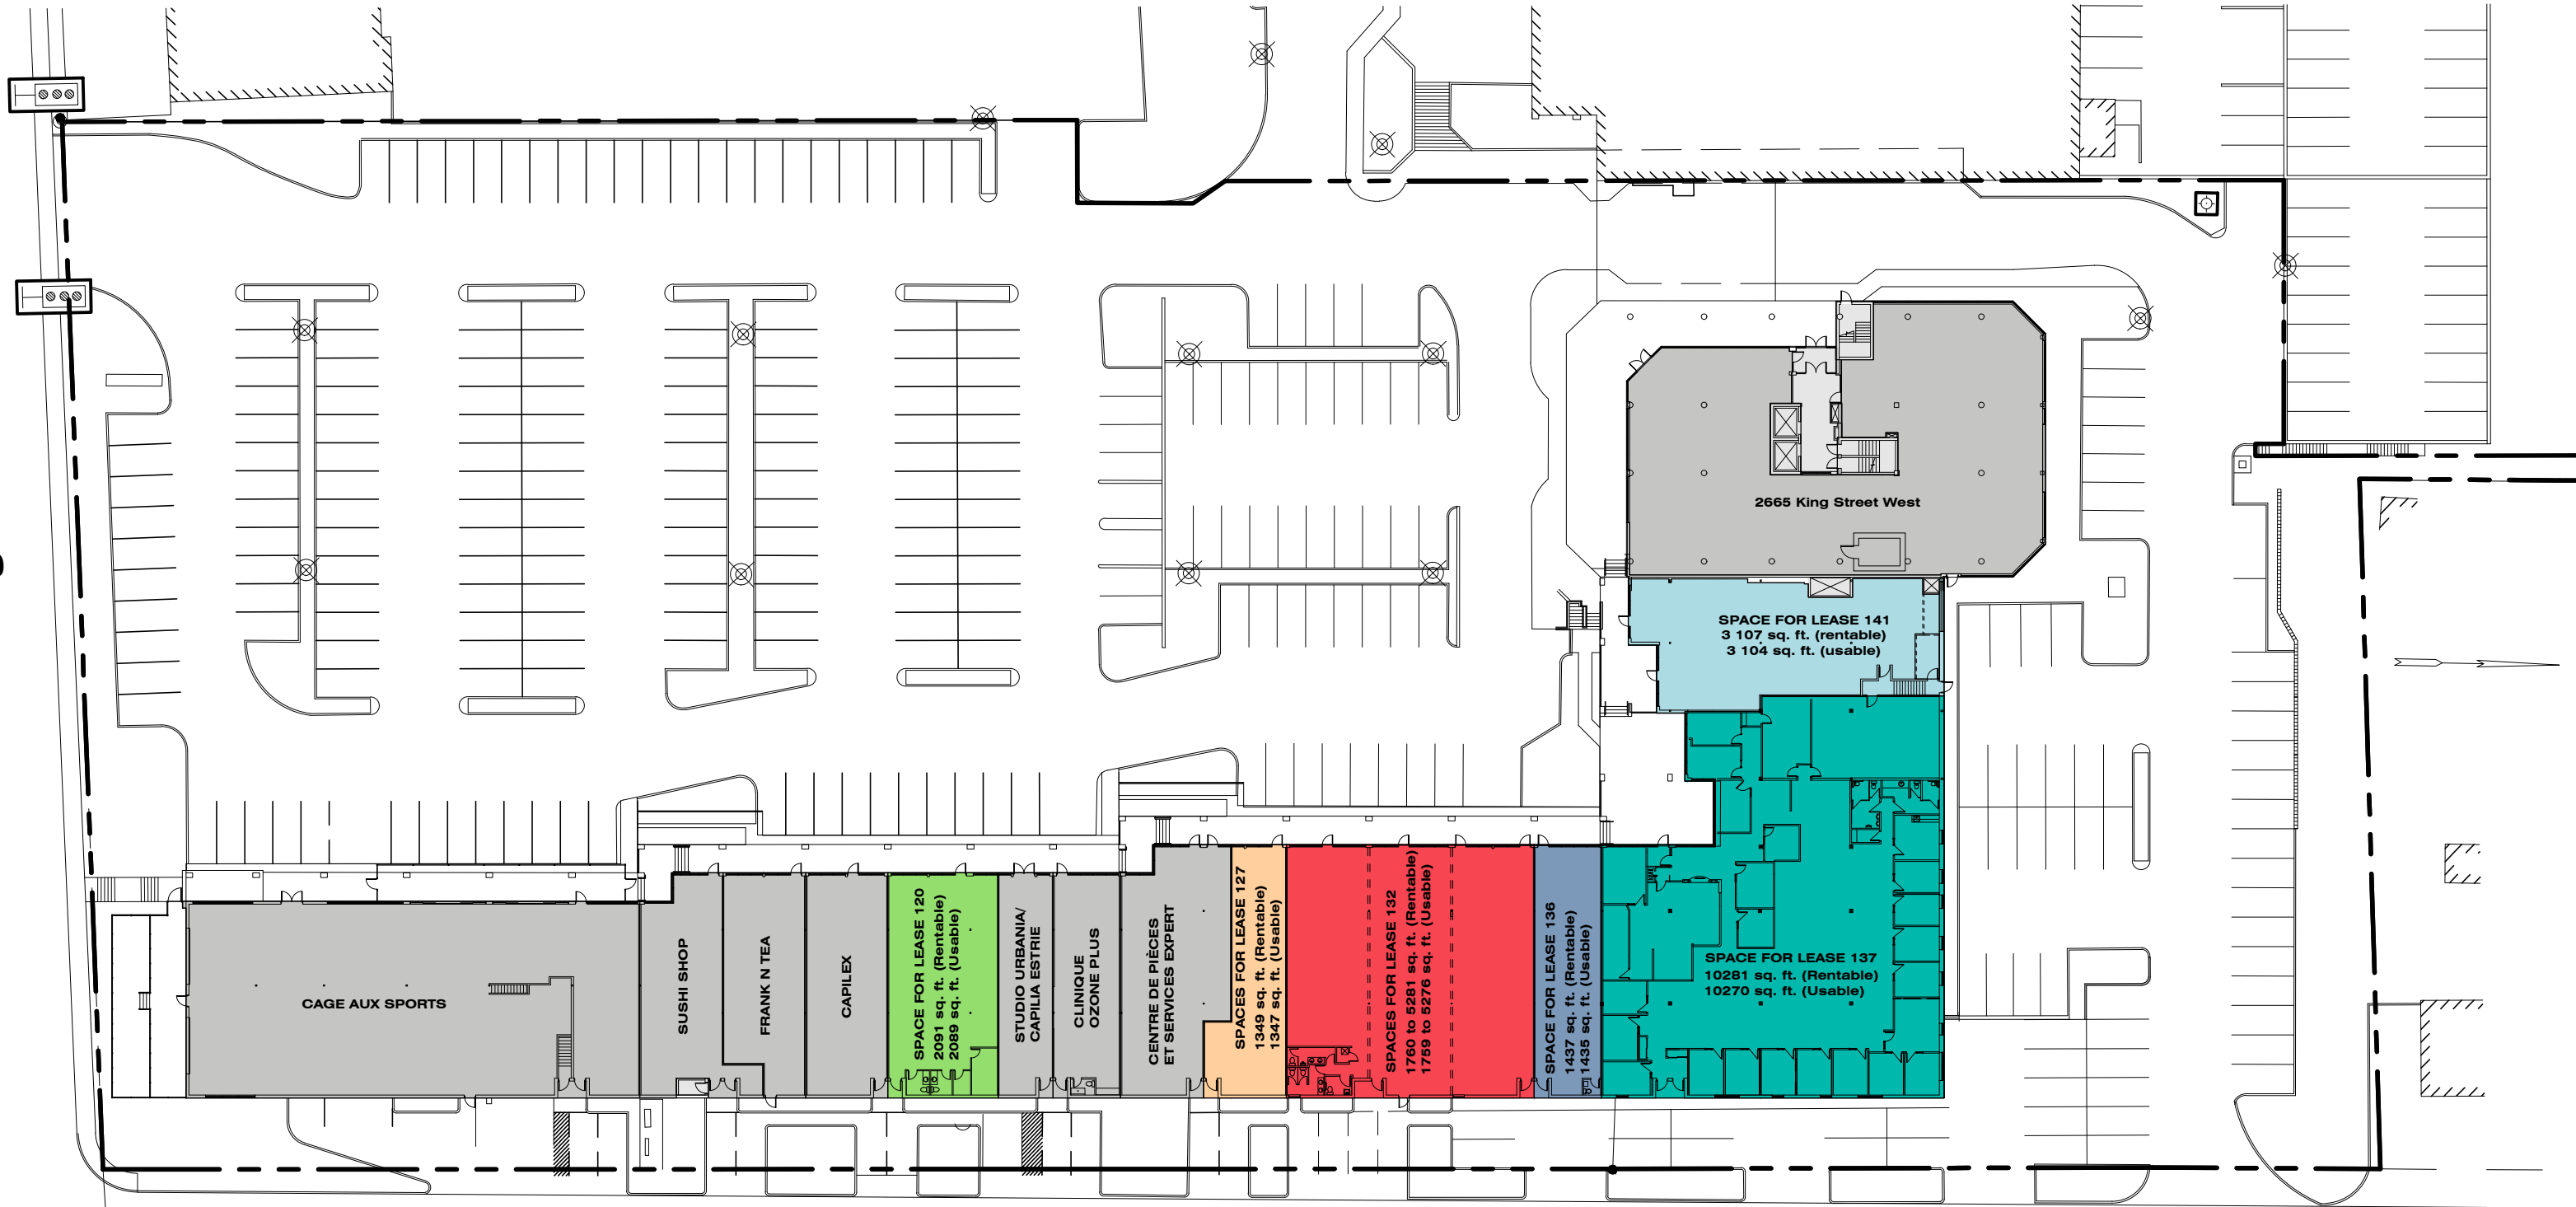 2665 King Street West
SPACE FOR LEASE 141
3 107 sq. ft. (rentable)
3 104 sq. ft. (usable)
CAGE AUX SPORTS
SUSHI SHOP
FRANK N TEA
CAPILEX
SPACE FOR LEASE 120
2091 sq. ft. (Rentable)
2089 sq. ft. (Usable)
STUDIO URBANIA/
CAPILIA ESTRIE
CLINIQUE
OZONE PLUS
CENTRE DE PIÈCES
ET SERVICES EXPERT
SPACES FOR LEASE 127
1349 sq. ft. (Rentable)
1347 sq. ft. (Usable)
SPACES FOR LEASE 132
1760 to 5281 sq. ft. (Rentable)
1759 to 5276 sq. ft. (Usable)
SPACE FOR LEASE 136
1437 sq. ft. (Rentable)
1435 sq. ft. (Usable)
SPACE FOR LEASE 137
10281 sq. ft. (Rentable)
10270 sq. ft. (Usable)